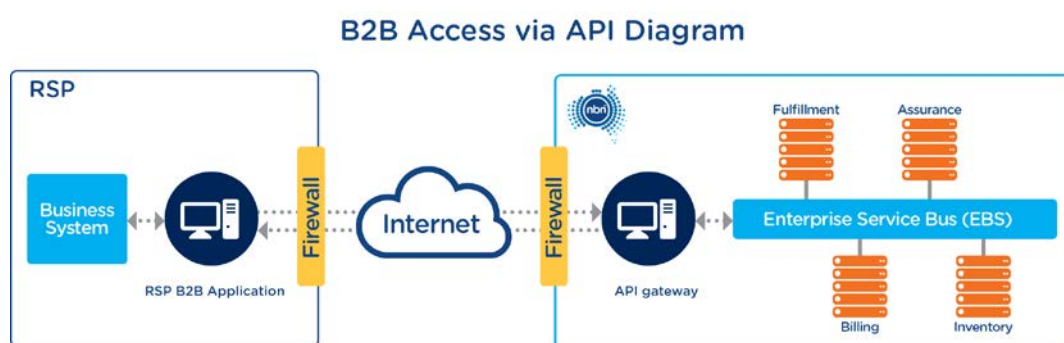 B2B Access via API Diagram
RSP
Business
System
RSP B2B Application
Firewall
Internet
Firewall
nbn
API gateway
Fulfillment
Assurance
Enterprise Service Bus (EBS)
Billing
Inventory